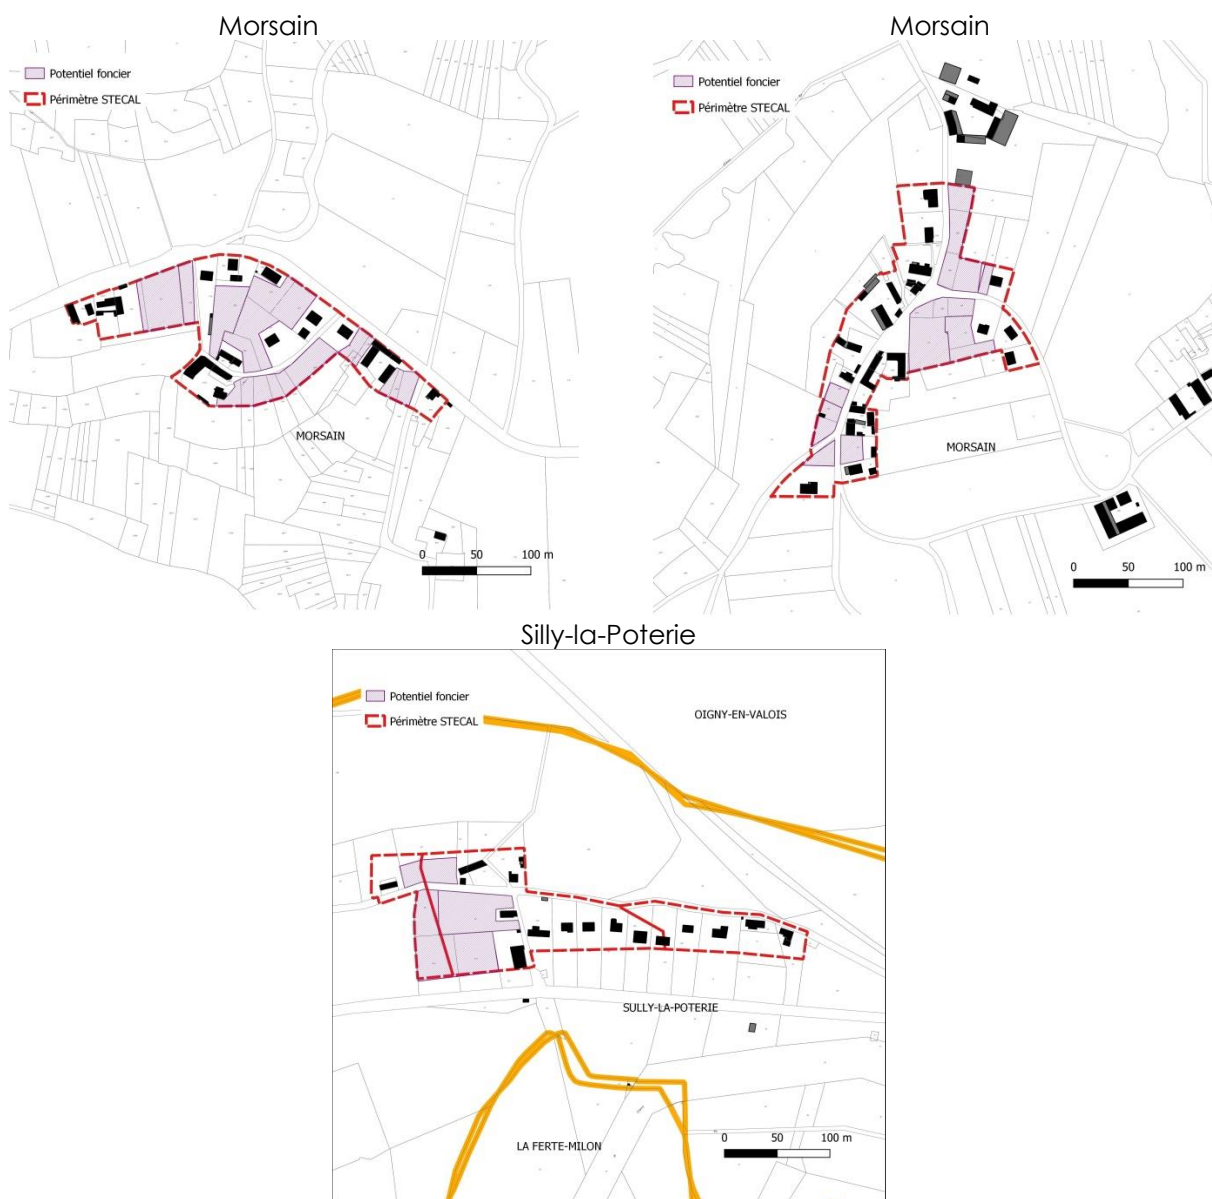 Morsain
Potentiel foncier
Périmètre STECAL
MORSAIN
0 50 100 m
Morsain
Potentiel foncier
Périmètre STECAL
MORSAIN
0 50 100 m
Silly-la-Poterie
Potentiel foncier
Périmètre STECAL
OIGNY-EN-VALOIS
SULLY-LA-POTERIE
LA FERTE-MILON
0 50 100 m